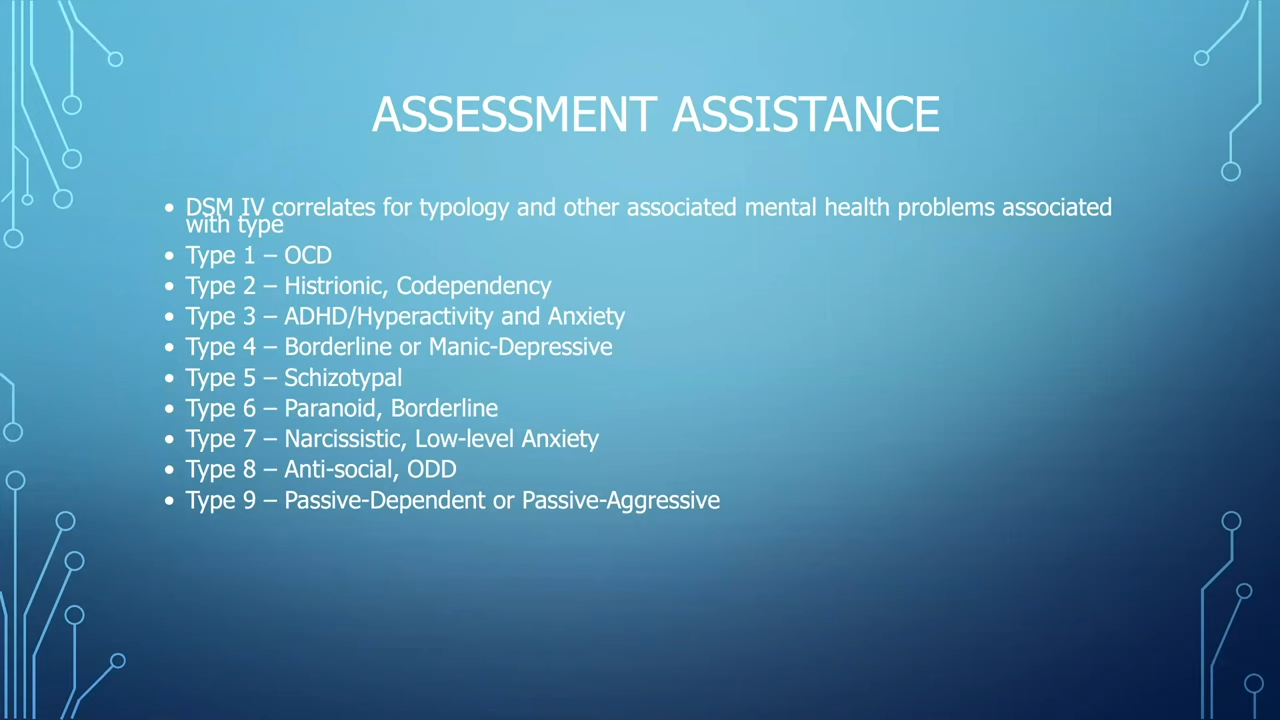 ASSESSMENT ASSISTANCE
• DSM IV correlates for typology and other associated mental health problems associated
with type
• Type 1 – OCD
• Type 2 – Histrionic, Codependency
• Type 3 – ADHD/Hyperactivity and Anxiety
• Type 4 – Borderline or Manic-Depressive
• Type 5 – Schizotypal
• Type 6 – Paranoid, Borderline
• Type 7 – Narcissistic, Low-level Anxiety
• Type 8 – Anti-social, ODD
• Type 9 – Passive-Dependent or Passive-Aggressive